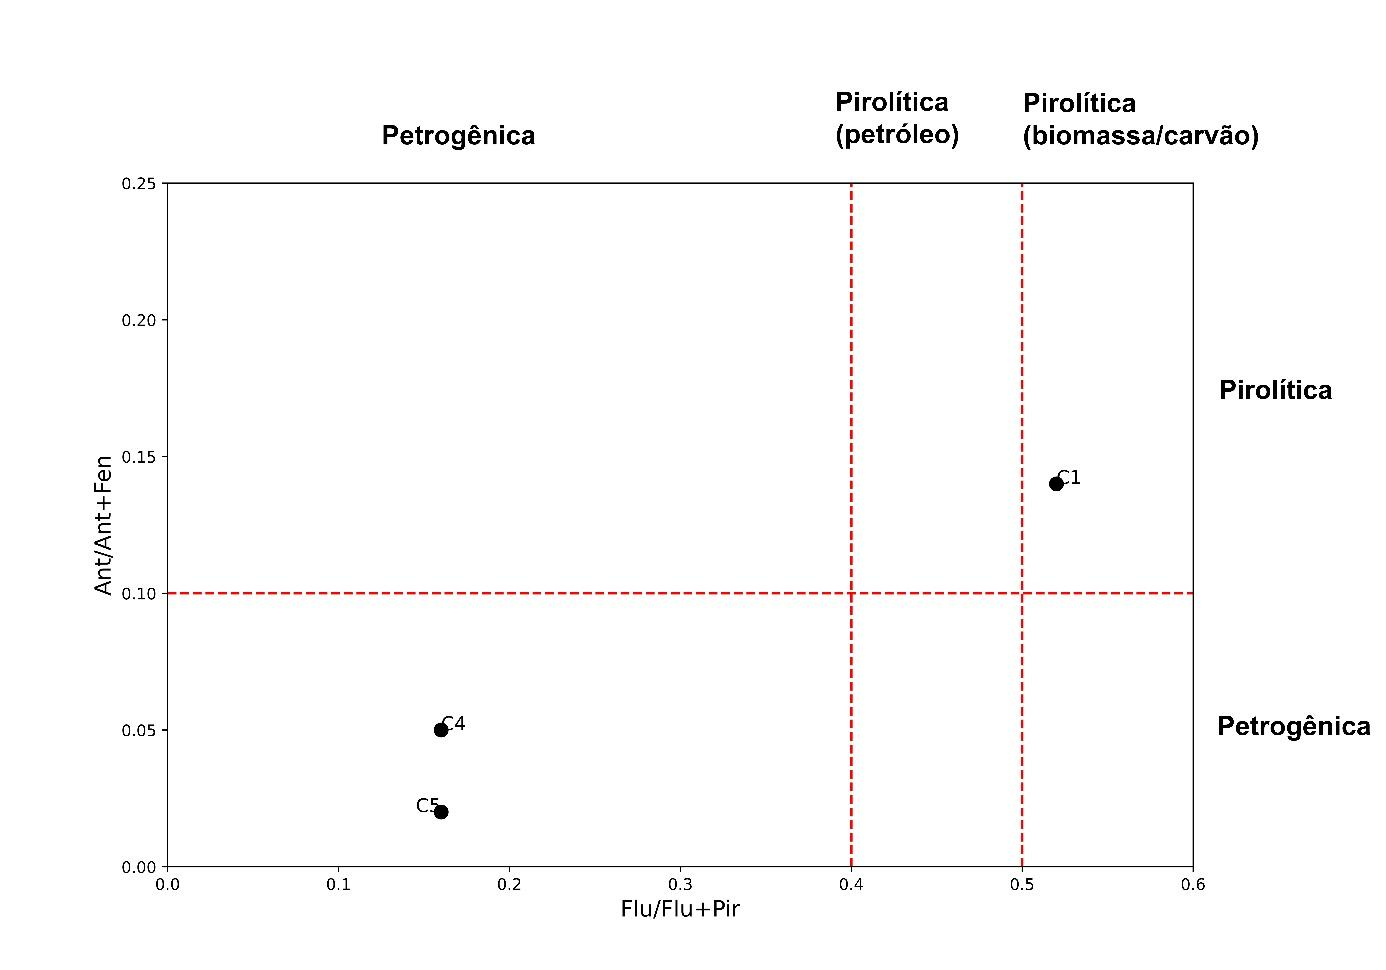 Pirolítica
(petróleo)
Pirolítica
(biomassa/carvão)
Petrogênica
0.25
0.20
0.15
0.10
0.05
0.00
Ant/Ant+Fen
C1
C4
C5
Pirolítica
Petrogênica
0.0
0.1
0.2
0.3
0.4
0.5
0.6
Flu/Flu+Pir